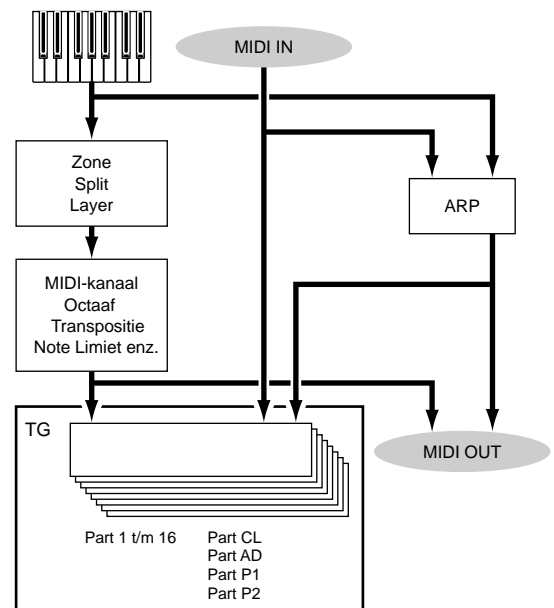 MIDI IN
Zone
Split
Layer
ARP
MIDI-kanaal
Octaaf
Transpositie
Note Limiet enz.
TG
MIDI OUT
Part 1 t/m 16
Part CL
Part AD
Part P1
Part P2